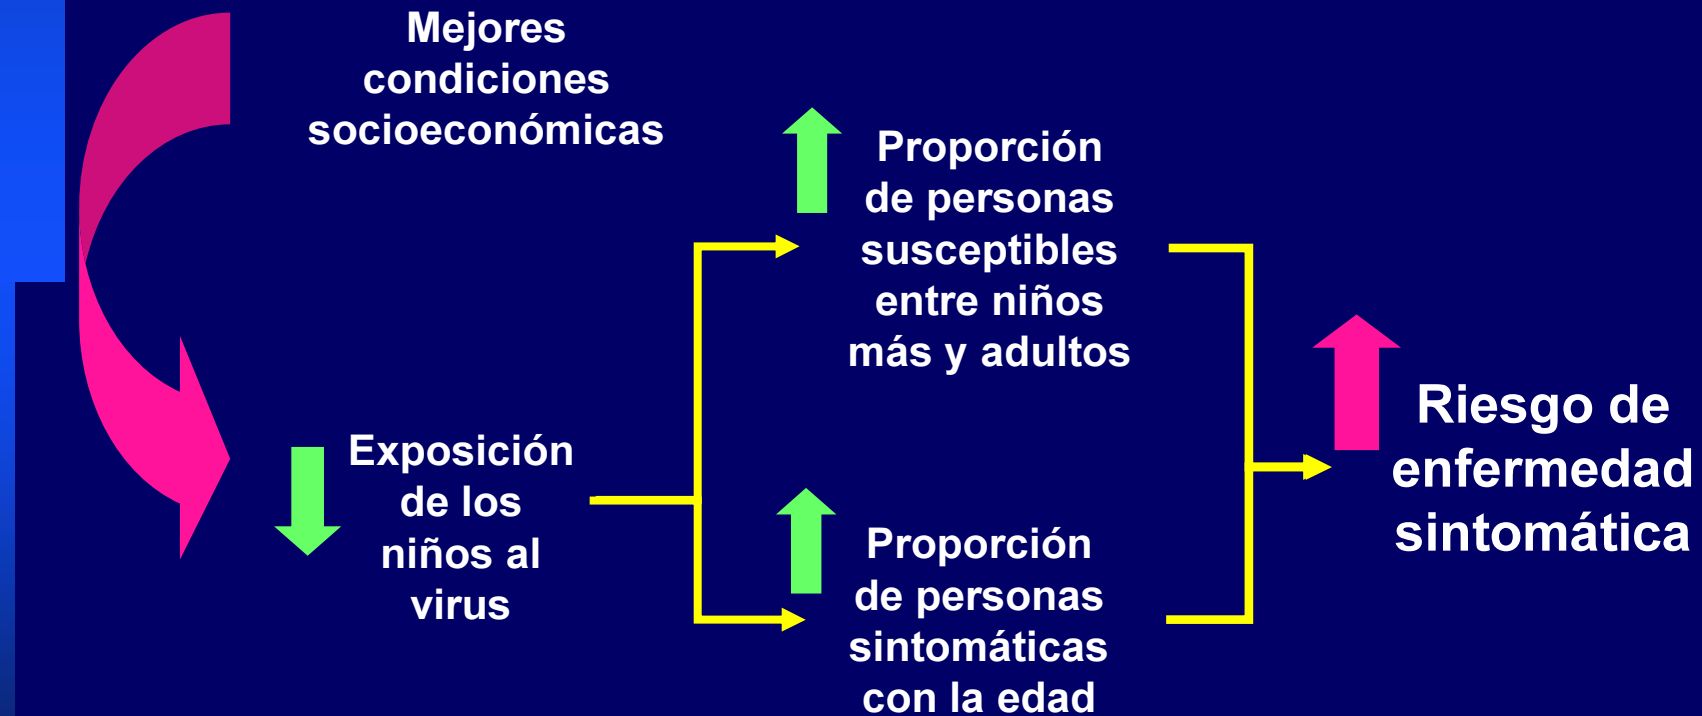 Mejores
condiciones
socioeconómicas
Proporción
de personas
susceptibles
entre niños
más y adultos
Exposición
de los
niños al
virus
Proporción
de personas
sintomáticas
con la edad
Riesgo de
enfermedad
sintomática